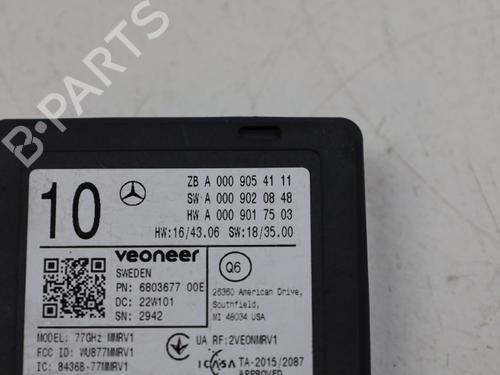 10
ZB A 000 905 41 11
SW A 000 902 08 48
HW A 000 901 75 03
HW:16/43.06 SW:18/35.00
veoneer
SWEDEN
PN: 6803677 00E
DC: 22W101
SN: 2942
Q6
26360 American Drive,
Southfield,
MI 48034 USA
MODEL: 77GHz MMRV1
FCC ID: WU877MMRV1
IC: 8436B-77MMRV1
UA RF:2VEONMRV1
ICASA TA-2015/2087
APPROVED
B-PARTS